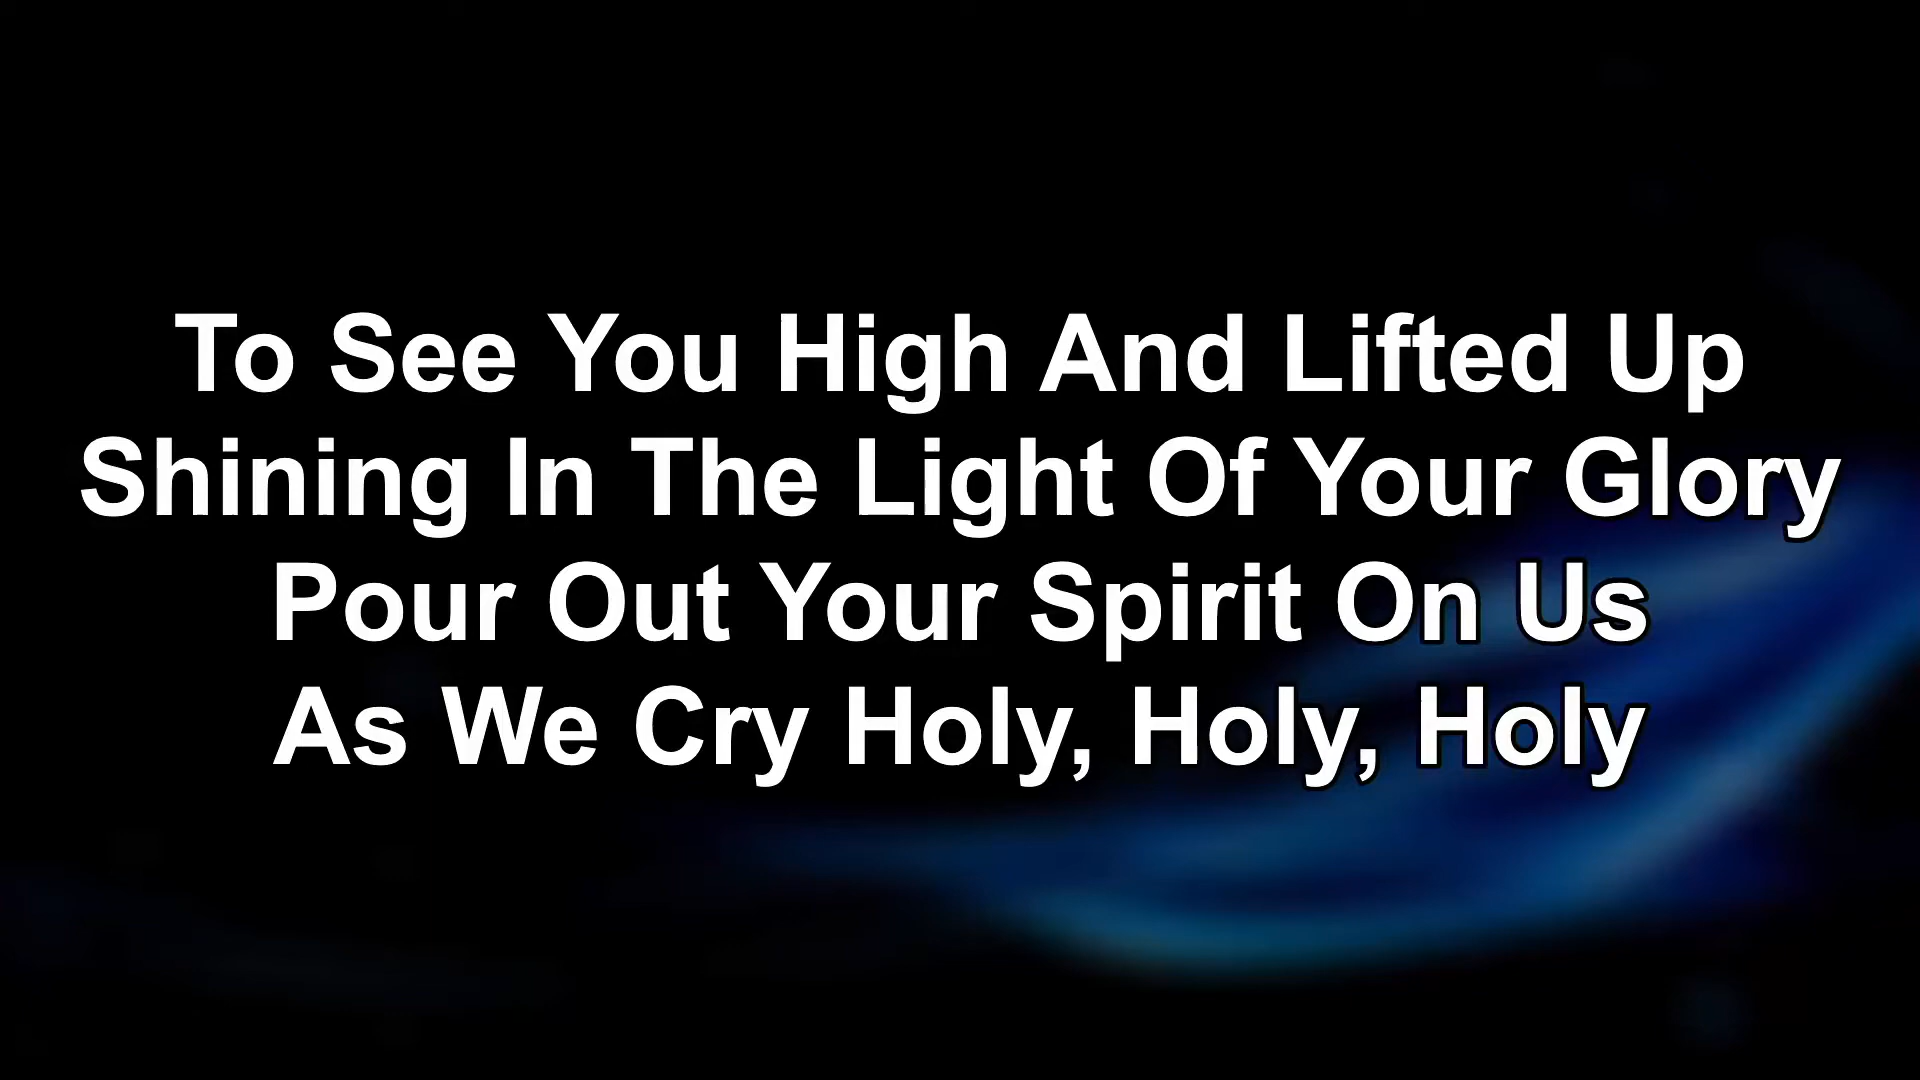 To See You High And Lifted Up
Shining In The Light Of Your Glory
Pour Out Your Spirit On Us
As We Cry Holy, Holy, Holy